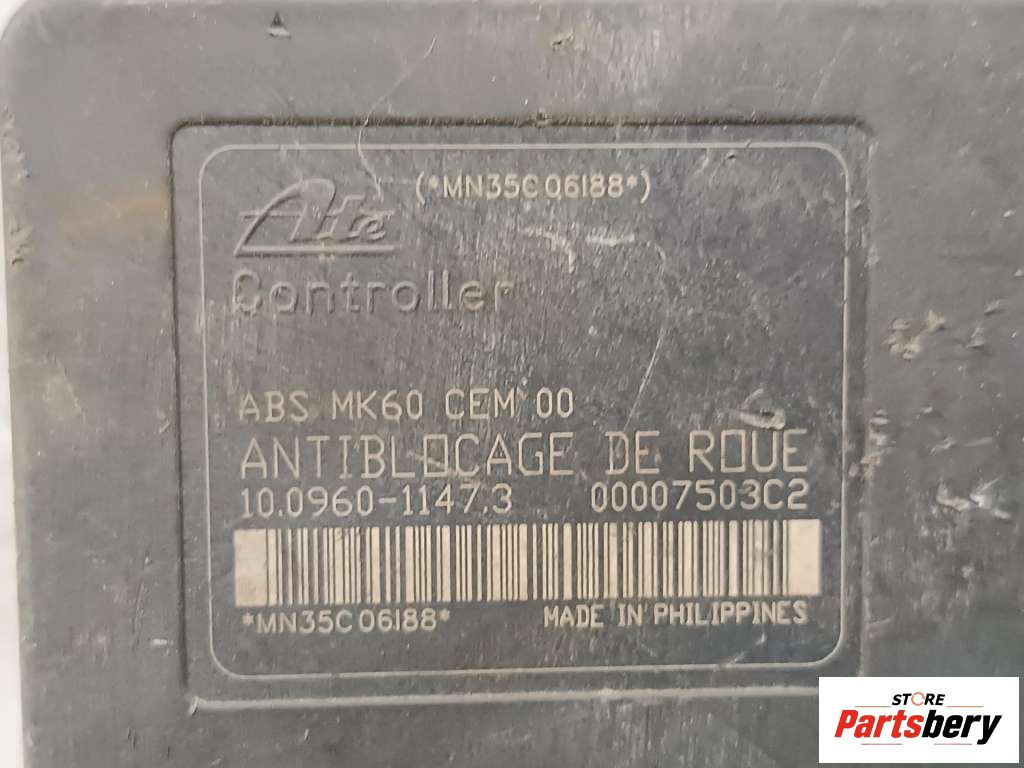 (*MN35C06188*)
Ate
Controller
ABS MK60 CEM 00
ANTIBLOCAGE DE ROUE
10.0960-1147.3 00007503C2
*MN35C06188*
MADE IN PHILIPPINES
STORE
Partsbery